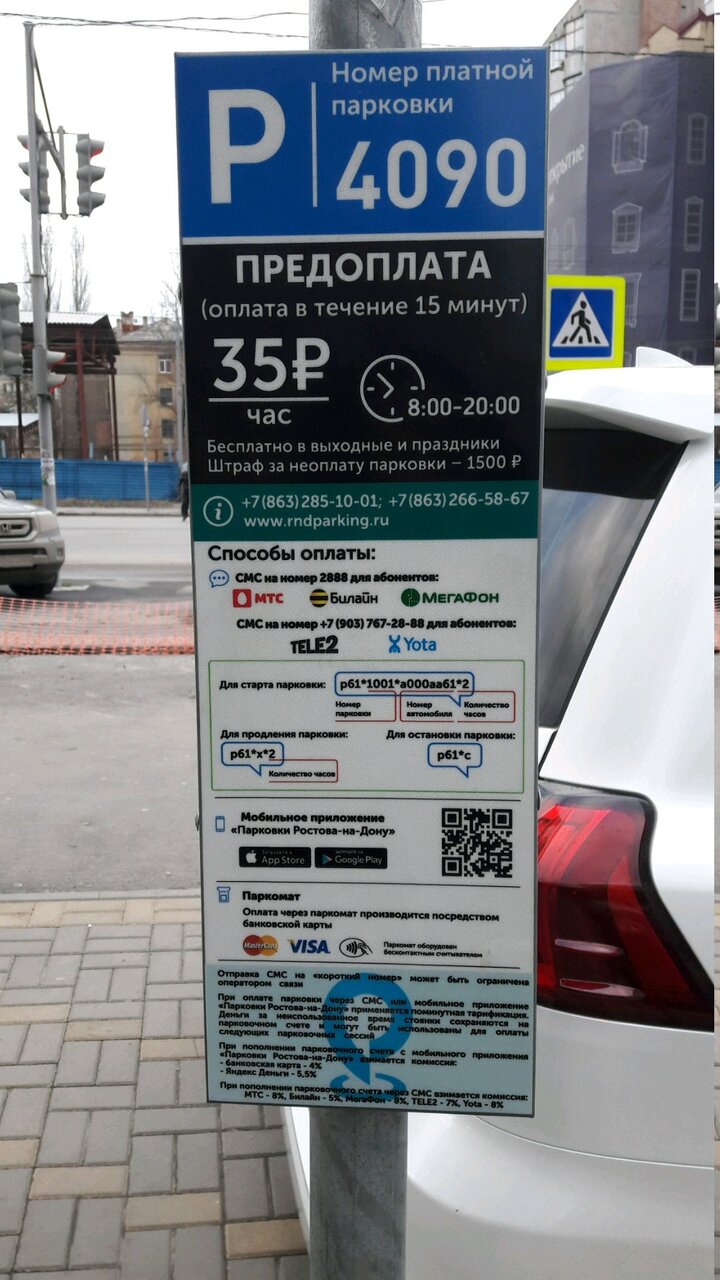 Номер платной
парковки
P
4090
ПРЕДОПЛАТА
(оплата в течение 15 минут)
35₽
час
8:00-20:00
Бесплатно в выходные и праздники
Штраф за неоплату парковки – 1500 ₽
i
+7(863)285-10-01; +7(863)266-58-67
www.rndparking.ru
Способы оплаты:
СМС на номер 2888 для абонентов:
МТС Билайн МЕГАФОН
СМС на номер +7 (903) 767-28-88 для абонентов:
TELE2 Yota
Для старта парковки: p61*1001*a000aa61*2
Номер парковки
Номер автомобиля
Количество часов
Для продления парковки:
p61*x*2
Количество часов
Для остановки парковки:
p61*c
Мобильное приложение
«Парковки Ростова-на-Дону»
Загрузите в App Store
ЗАГРУЗИТЕ НА Google Play
Паркомат
Оплата через паркомат производится посредством
банковской карты
MasterCard VISA
Паркомат оборудован
бесконтактным считывателем
Отправка СМС на «короткий номер» может быть ограничена
оператором связи
При оплате парковки через СМС или мобильное приложение
«Парковки Ростова-на-Дону» применяется поминутная тарификация.
Деньги за неиспользованное время стоянки сохраняются на
парковочном счете и могут быть использованы для оплаты
следующих парковочных сессий
При пополнении парковочного счета с мобильного приложения
«Парковки Ростова-на-Дону» взимается комиссия:
- банковская карта - 4%
- Яндекс Деньги - 5,5%
При пополнении парковочного счета через СМС взимается комиссия:
МТС - 8%, Билайн - 5%, МегаФон - 8%, TELE2 - 7%, Yota - 8%